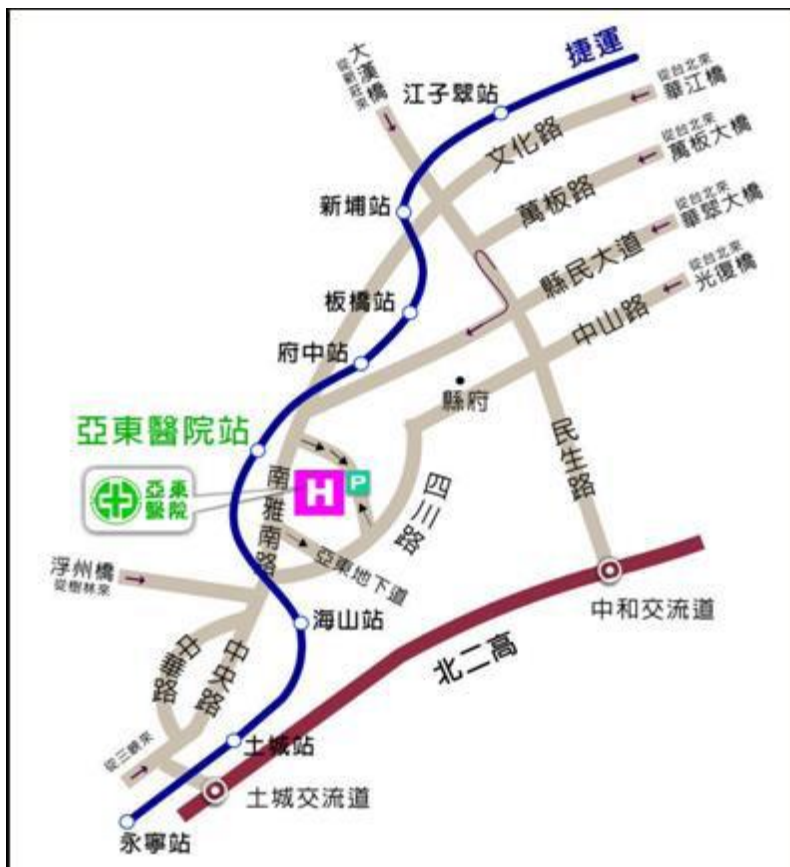 捷運
大漢橋
從新莊來
江子翠站
從台北來
華江橋
文化路
從台北來
萬板大橋
萬板路
新埔站
從台北來
華翠大橋
縣民大道
從台北來
光復橋
中山路
板橋站
府中站
縣府
亞東醫院站
民生路
四川路
南雅南路
H
P
亞東
醫院
亞東地下道
浮州橋
從樹林來
中和交流道
海山站
北二高
中華路
中央路
從三峽來
土城站
土城交流道
永寧站